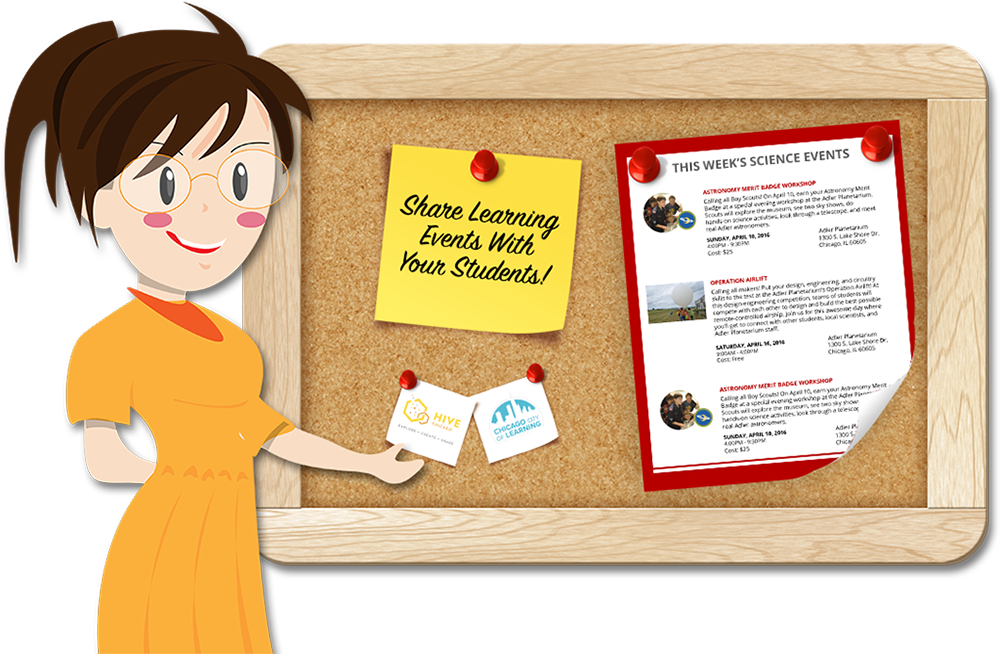 Share Learning
Events With
Your Students!
HIVE
CHICAGO
EXPLORE • CREATE • SHARE
CHICAGO CITY
OF LEARNING
THIS WEEK'S SCIENCE EVENTS
ASTRONOMY MERIT BADGE WORKSHOP
Calling all Boy Scouts! On April 10, earn your Astronomy Merit
Badge at a special evening workshop at the Adler Planetarium.
Scouts will explore the museum, see two sky shows, do
hands-on science activities, look through a telescope, and meet
real Adler astronomers.
SUNDAY, APRIL 10, 2016
4:00PM - 9:30PM
Cost: $25
Adler Planetarium
1300 S. Lake Shore Dr.
Chicago, IL 60605
OPERATION AIRLIFT
Calling all makers! Put your design, engineering, and circuitry
skills to the test at the Adler Planetarium's Operation Airlift! At
this design engineering competition, teams of students will
compete with each other to design and build the best possible
remote-controlled airship. Join us for this awesome day where
you'll get to connect with other students, local scientists, and
Adler Planetarium staff.
SATURDAY, APRIL 16, 2016
9:00AM - 4:00PM
Cost: Free
Adler Planetarium
1300 S. Lake Shore Dr.
Chicago, IL 60605
ASTRONOMY MERIT BADGE WORKSHOP
Calling all Boy Scouts! On April 10, earn your Astronomy Merit
Badge at a special evening workshop at the Adler
Scouts will explore the museum, see two sky shows
hands-on science activities, look through a
real Adler astronomers.
SUNDAY, APRIL 10, 2016
4:00PM - 9:30PM
Cost: $25
Adler
1300 S.